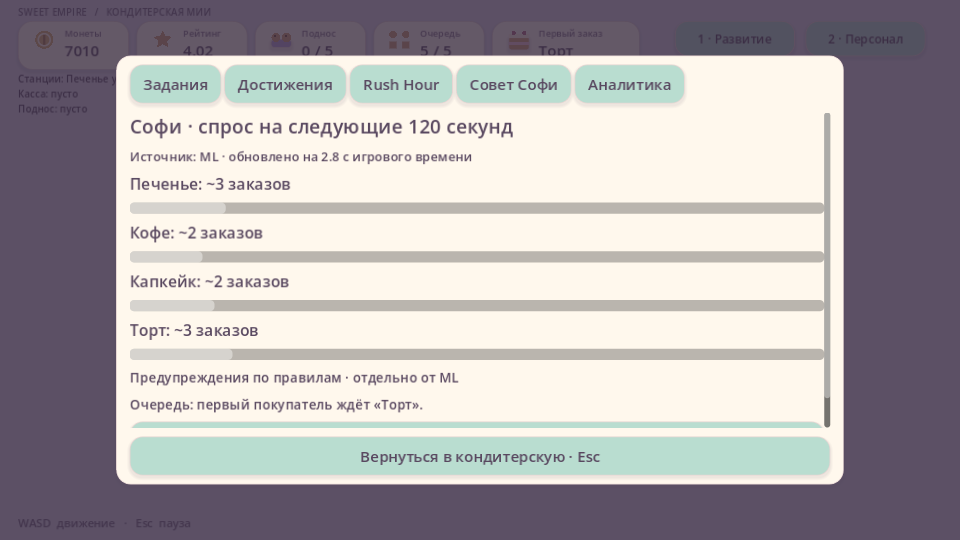 SWEET EMPIRE / КОНДИТЕРСКАЯ МИИ
Монеты
7010
Рейтинг
4.02
Поднос
0 / 5
Очередь
5 / 5
Первый заказ
Торт
1 · Развитие
2 · Персонал
Станции: Печенье
Касса: пусто
Поднос: пусто
Задания
Достижения
Rush Hour
Совет Софи
Аналитика
Софи · спрос на следующие 120 секунд
Источник: ML · обновлено на 2.8 с игрового времени
Печенье: ~3 заказов
Кофе: ~2 заказов
Капкейк: ~2 заказов
Торт: ~3 заказов
Предупреждения по правилам · отдельно от ML
Очередь: первый покупатель ждёт «Торт».
Вернуться в кондитерскую · Esc
WASD движение · Esc пауза